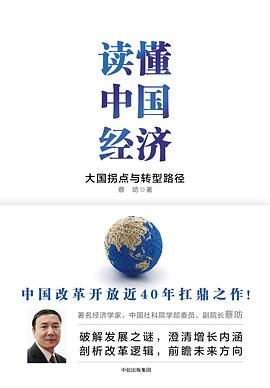 读懂
中国
经济
大国拐点与转型路径
蔡 昉◎著
中国改革开放近40年扛鼎之作!
著名经济学家,中国社科院学部委员、副院长蔡昉
破解发展之谜,澄清增长内涵
剖析改革逻辑,前瞻未来方向
中信出版集团